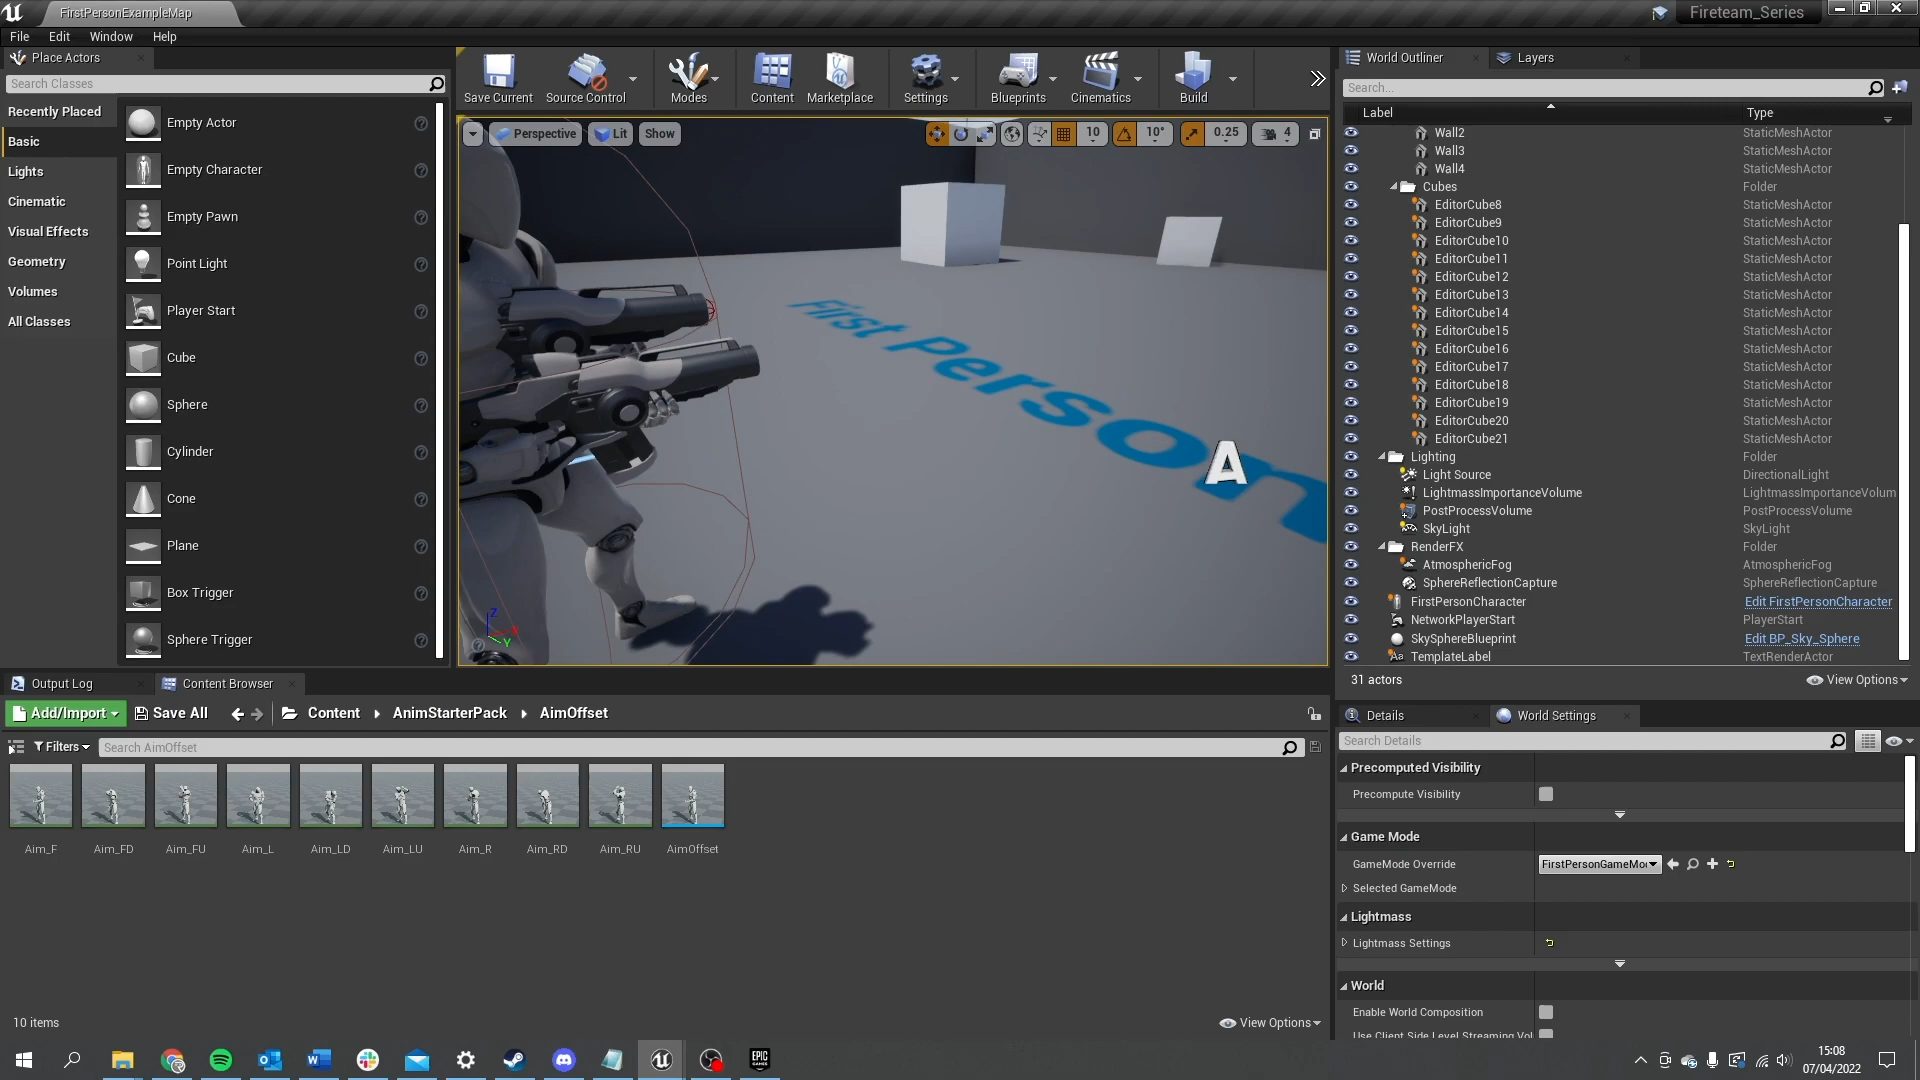 FirstPersonExampleMap
Fireteam_Series
File Edit Window Help
Place Actors
Search Classes
Recently Placed
Basic
Lights
Cinematic
Visual Effects
Geometry
Volumes
All Classes
Empty Actor
Empty Character
Empty Pawn
Point Light
Player Start
Cube
Sphere
Cylinder
Cone
Plane
Box Trigger
Sphere Trigger
Save Current
Source Control
Modes
Content
Marketplace
Settings
Blueprints
Cinematics
Build
Perspective
Lit
Show
10
10°
0.25
4
First Person
A
Z
X
Y
World Outliner
Layers
Search...
Label Type
Wall2 StaticMeshActor
Wall3 StaticMeshActor
Wall4 StaticMeshActor
Cubes Folder
EditorCube8 StaticMeshActor
EditorCube9 StaticMeshActor
EditorCube10 StaticMeshActor
EditorCube11 StaticMeshActor
EditorCube12 StaticMeshActor
EditorCube13 StaticMeshActor
EditorCube14 StaticMeshActor
EditorCube15 StaticMeshActor
EditorCube16 StaticMeshActor
EditorCube17 StaticMeshActor
EditorCube18 StaticMeshActor
EditorCube19 StaticMeshActor
EditorCube20 StaticMeshActor
EditorCube21 StaticMeshActor
Lighting Folder
Light Source DirectionalLight
LightmassImportanceVolume LightmassImportanceVolum
PostProcessVolume PostProcessVolume
SkyLight SkyLight
RenderFX Folder
AtmosphericFog AtmosphericFog
SphereReflectionCapture SphereReflectionCapture
FirstPersonCharacter Edit FirstPersonCharacter
NetworkPlayerStart PlayerStart
SkySphereBlueprint Edit BP_Sky_Sphere
TemplateLabel TextRenderActor
31 actors
View Options
Output Log
Content Browser
Add/Import
Save All
Content
AnimStarterPack
AimOffset
Filters
Search AimOffset
Aim_F
Aim_FD
Aim_FU
Aim_L
Aim_LD
Aim_LU
Aim_R
Aim_RD
Aim_RU
AimOffset
10 items
View Options
Details
World Settings
Search Details
Precomputed Visibility
Precompute Visibility
Game Mode
GameMode Override
FirstPersonGameMo
Selected GameMode
Lightmass
Lightmass Settings
World
Enable World Composition
Use Client Side Level Streaming Vol
EPIC
GAMES
15:08
07/04/2022